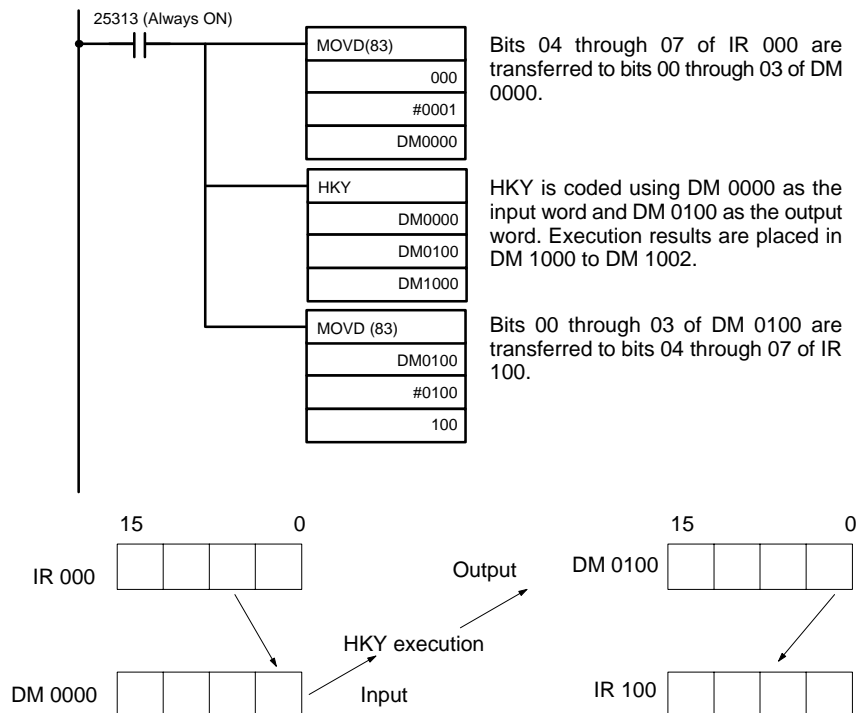 25313 (Always ON)
MOVD(83)
000
#0001
DM0000
Bits 04 through 07 of IR 000 are
transferred to bits 00 through 03 of DM
0000.
HKY
DM0000
DM0100
DM1000
HKY is coded using DM 0000 as the
input word and DM 0100 as the output
word. Execution results are placed in
DM 1000 to DM 1002.
MOVD (83)
DM0100
#0100
100
Bits 00 through 03 of DM 0100 are
transferred to bits 04 through 07 of IR
100.
15 0
15 0
IR 000
Output
DM 0100
HKY execution
DM 0000
Input
IR 100